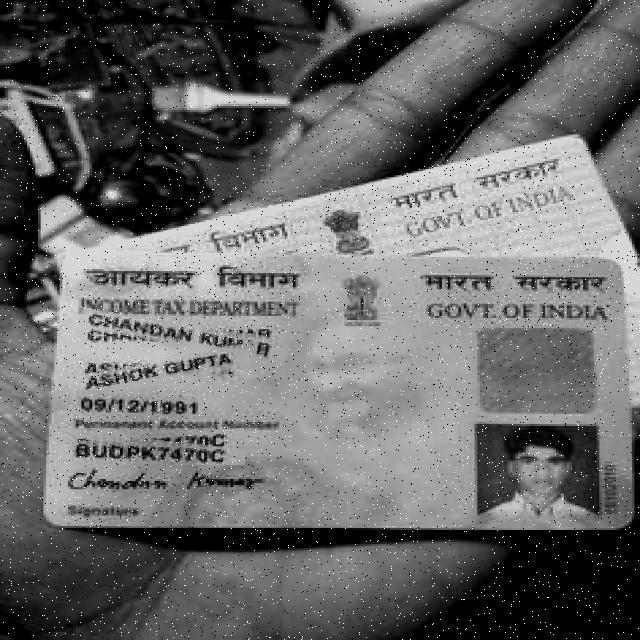 विभाग भारत सरकार
GOVT. OF INDIA
आयकर विभाग भारत सरकार
INCOME TAX DEPARTMENT GOVT. OF INDIA
CHANDAN KUMAR
ASHOK GUPTA
09/12/1991
Permanent Account Number
BUDPK7470C
Chandan Kumar
Signature